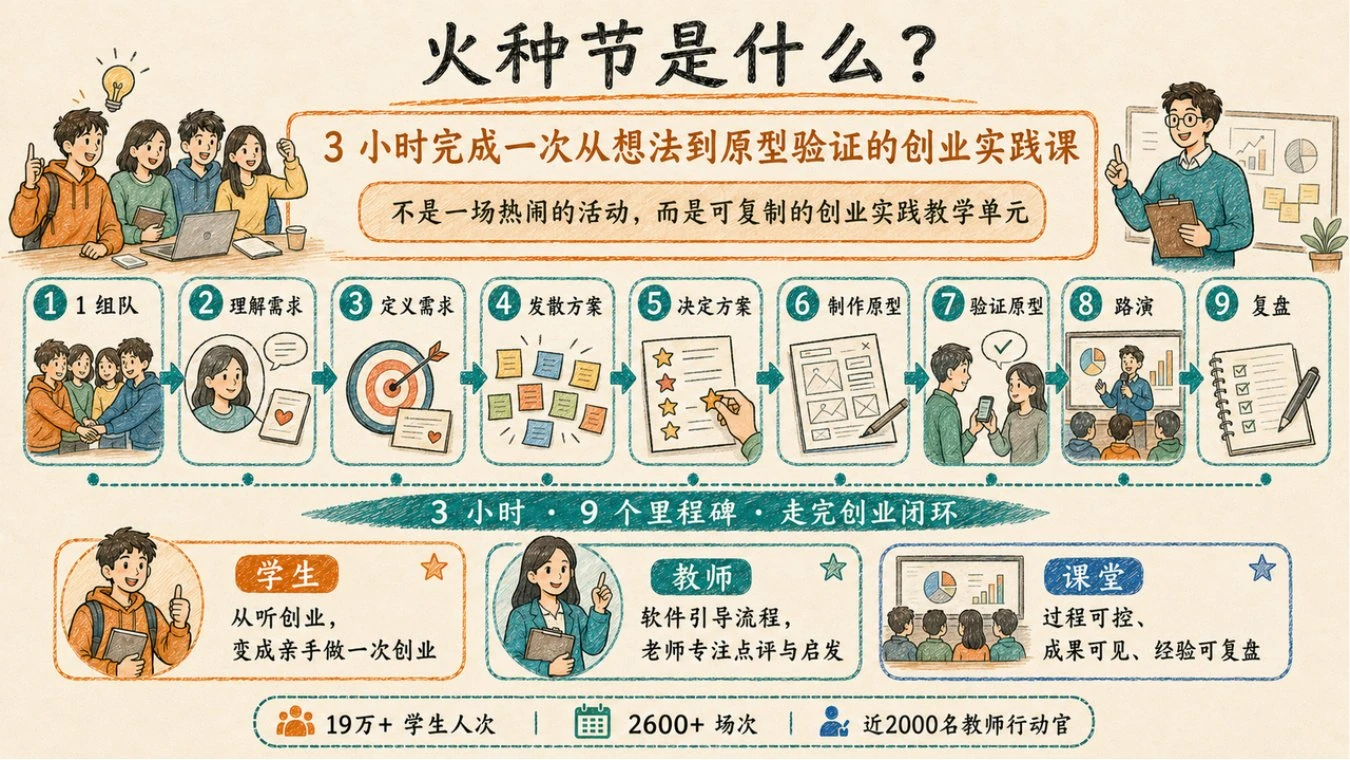 火种节是什么？
3 小时完成一次从想法到原型验证的创业实践课
不是一场热闹的活动，而是可复制的创业实践教学单元
1 1 组队
2 理解需求
3 定义需求
4 发散方案
5 决定方案
6 制作原型
7 验证原型
8 路演
9 复盘
3 小时 · 9 个里程碑 · 走完创业闭环
学生
从听创业，
变成亲手做一次创业
教师
软件引导流程，
老师专注点评与启发
课堂
过程可控、
成果可见、经验可复盘
19万+ 学生人次
2600+ 场次
近2000名教师行动官